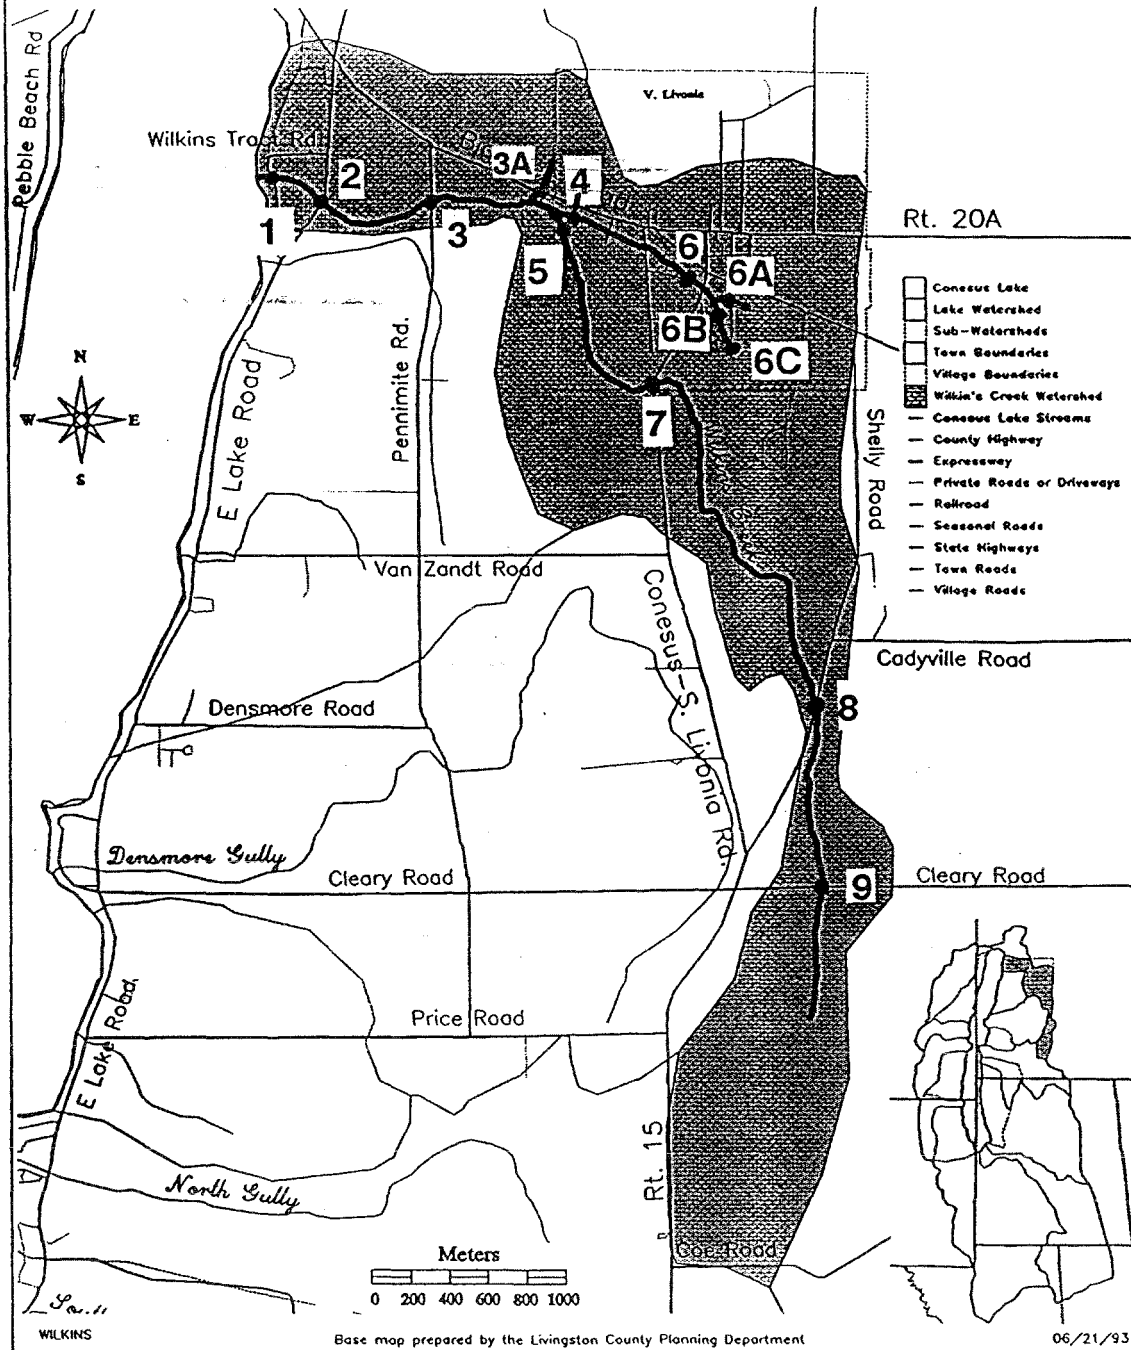 Pebble Beach Rd
V. Livonia
Wilkins Tract Rd
3A
4
2
1
3
5
6
6A
6B
6C
7
Rt. 20A
Conesus Lake
Lake Watershed
Sub-Watersheds
Town Boundaries
Village Boundaries
Wilkin's Creek Watershed
Conesus Lake Streams
County Highway
Expressway
Private Roads or Driveways
Railroad
Seasonal Roads
State Highways
Town Roads
Village Roads
N
W
E
S
E Lake Road
Pennimite Rd.
Shelly Road
Van Zandt Road
Conesus-S. Livonia Rd.
Cadyville Road
Densmore Road
8
Densmore Gully
Cleary Road
9
Cleary Road
E Lake Road.
Price Road
Rt. 15
North Gully
Coe Road
Meters
0 200 400 600 800 1000
WILKINS
Base map prepared by the Livingston County Planning Department
06/21/93